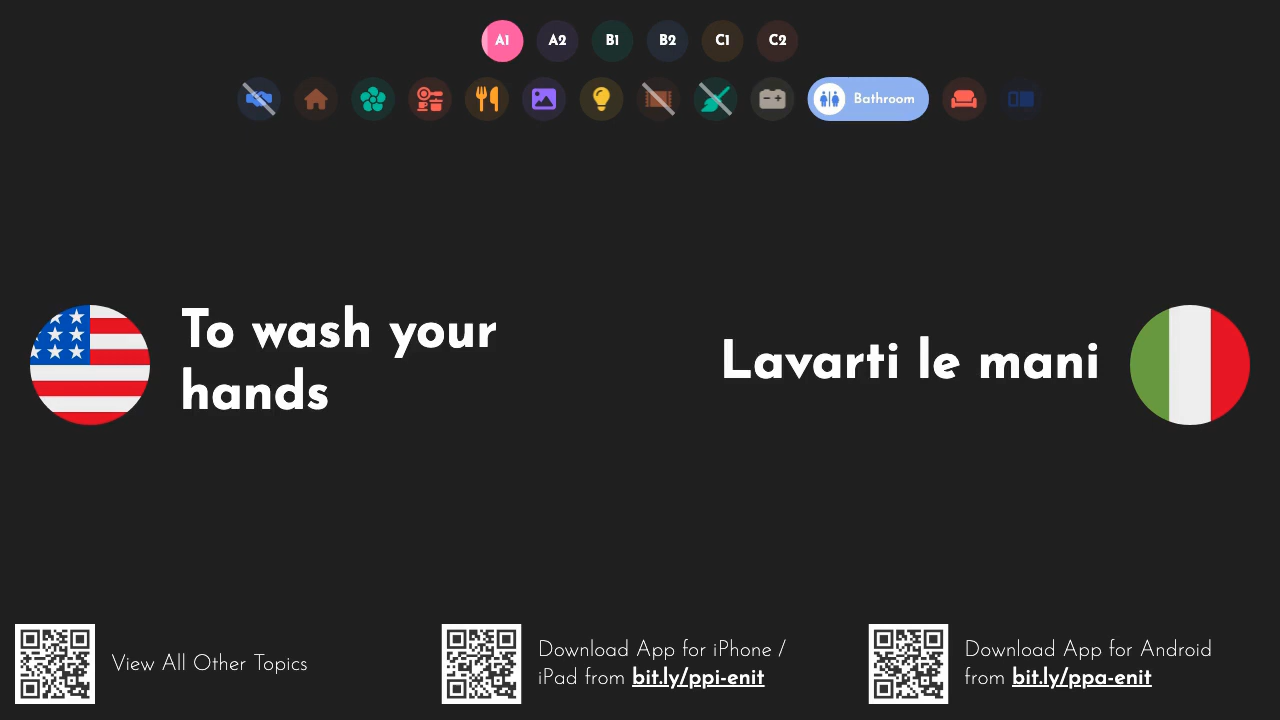 A1 A2 B1 B2 C1 C2
Bathroom
To wash your
hands
Lavarti le mani
View All Other Topics
Download App for iPhone /
iPad from bit.ly/ppi-enit
Download App for Android
from bit.ly/ppa-enit